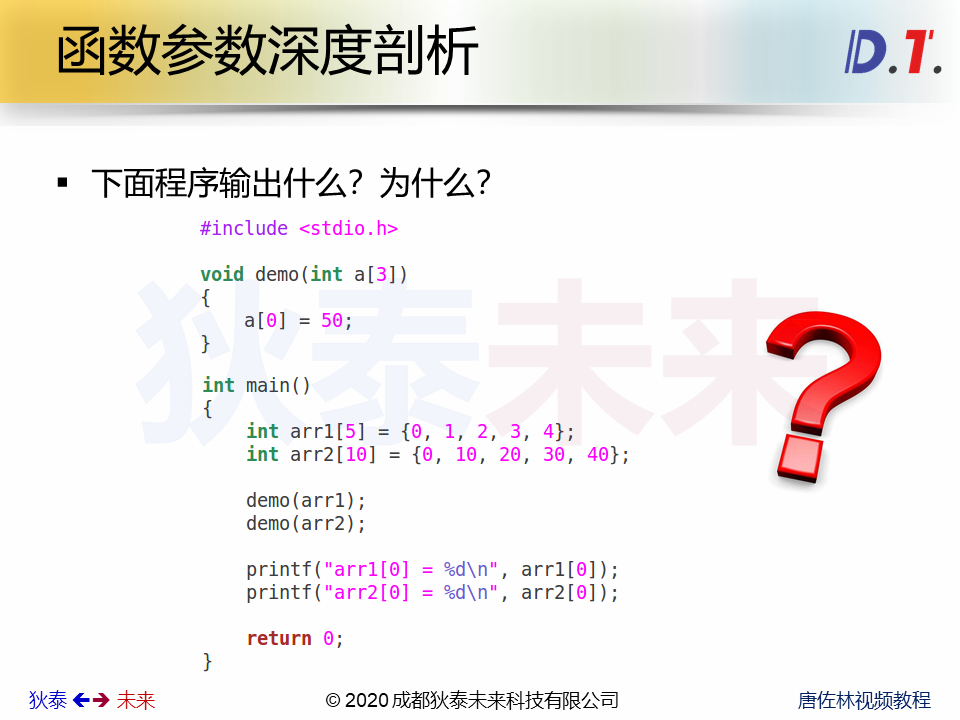 函数参数深度剖析
D.T.
▪ 下面程序输出什么？为什么？
#include <stdio.h>
void demo(int a[3])
{
    a[0] = 50;
}
int main()
{
    int arr1[5] = {0, 1, 2, 3, 4};
    int arr2[10] = {0, 10, 20, 30, 40};
    demo(arr1);
    demo(arr2);
    printf("arr1[0] = %d\n", arr1[0]);
    printf("arr2[0] = %d\n", arr2[0]);
    return 0;
}
狄泰未来
狄泰 未来
© 2020 成都狄泰未来科技有限公司
唐佐林视频教程